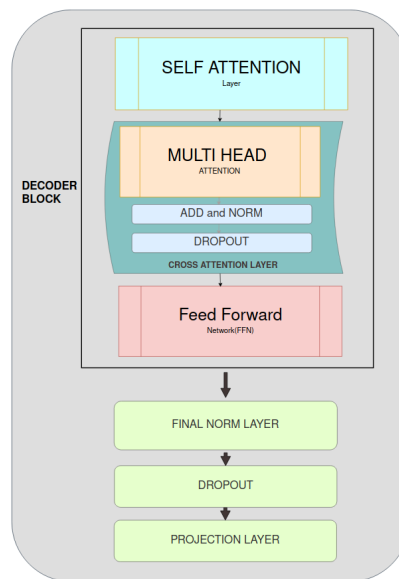 SELF ATTENTION
Layer
MULTI HEAD
ATTENTION
DECODER
BLOCK
ADD and NORM
DROPOUT
CROSS ATTENTION LAYER
Feed Forward
Network(FFN)
FINAL NORM LAYER
DROPOUT
PROJECTION LAYER